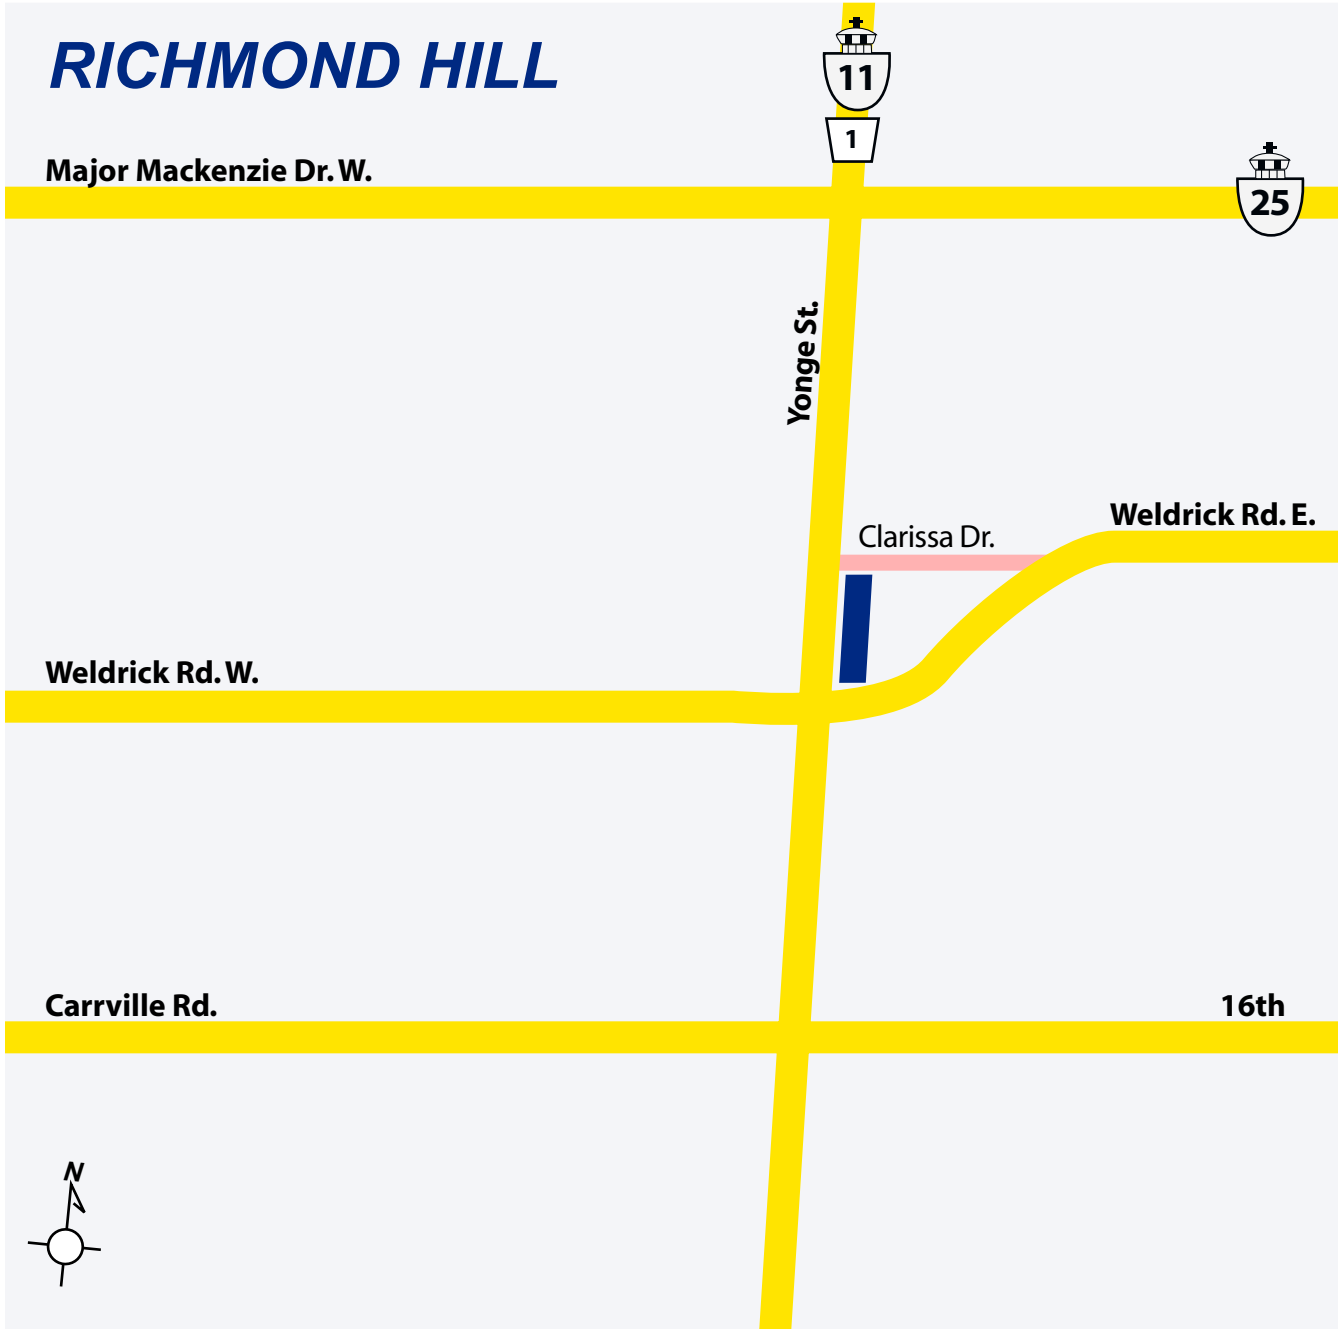 RICHMOND HILL
11
1
Major Mackenzie Dr. W.
25
Yonge St.
Clarissa Dr.
Weldrick Rd. E.
Weldrick Rd. W.
Carrville Rd.
16th
N